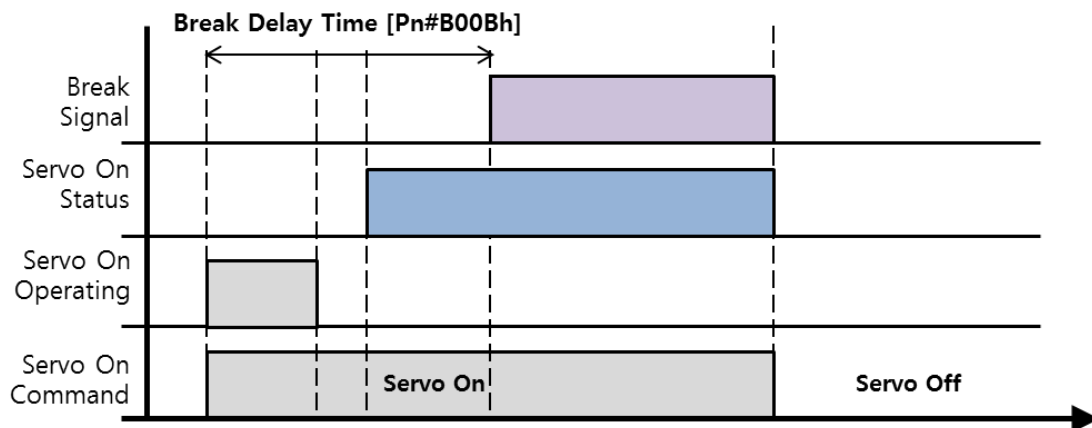 Break Delay Time [Pn#B00Bh]
Break
Signal
Servo On
Status
Servo On
Operating
Servo On
Command
Servo On
Servo Off